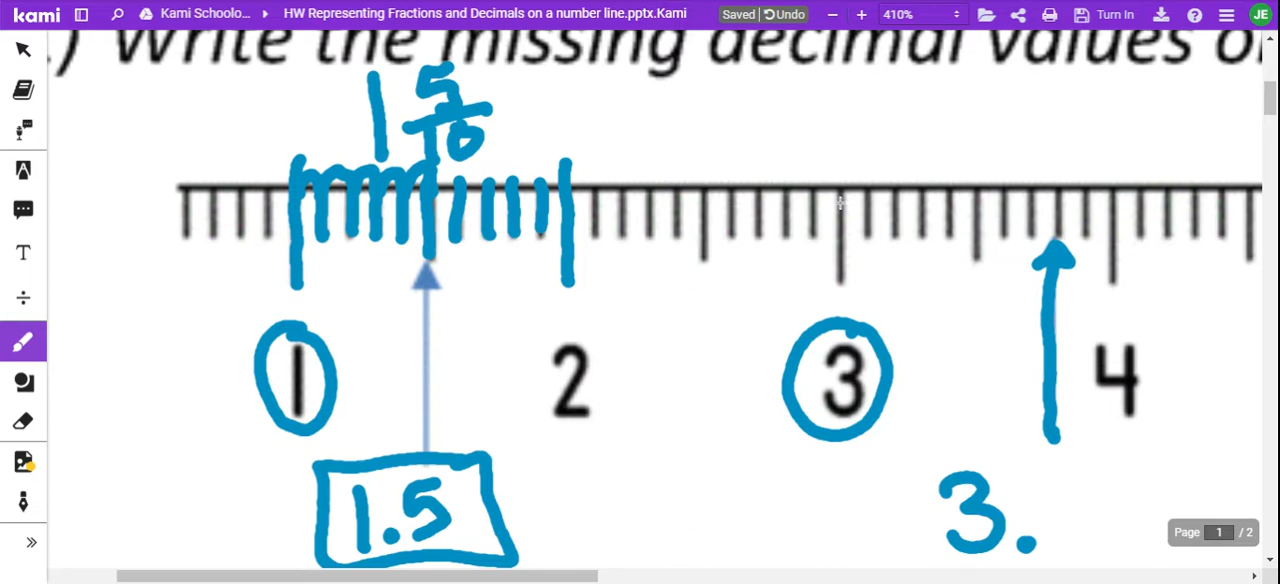 kami Kami Schoolo... HW Representing Fractions and Decimals on a number line.pptx.Kami Saved Undo 410% Turn In JE
.) Write the missing decimal values o
1 5/10
1 2 3 4
1.5 3.
Page 1 / 2